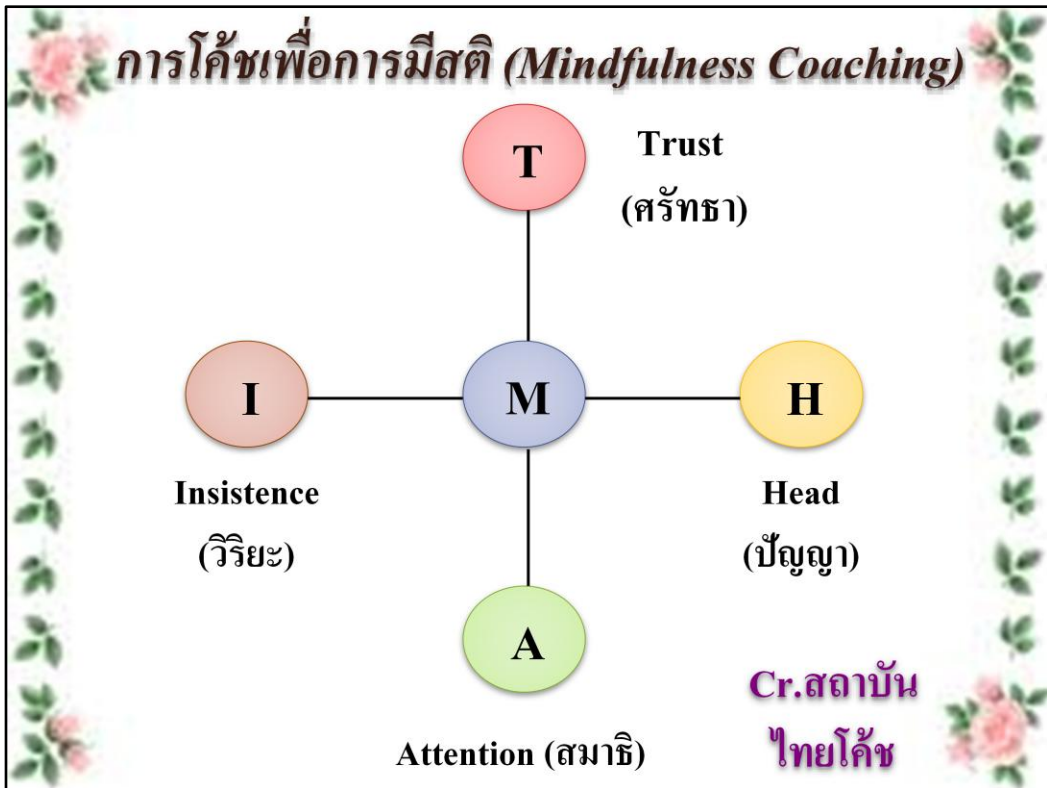 การโค้ชเพื่อการมีสติ (Mindfulness Coaching)
T
Trust
(ศรัทธา)
I
M
H
Insistence
(วิริยะ)
Head
(ปัญญา)
A
Attention (สมาธิ)
Cr.สถาบัน
ไทยโค้ช